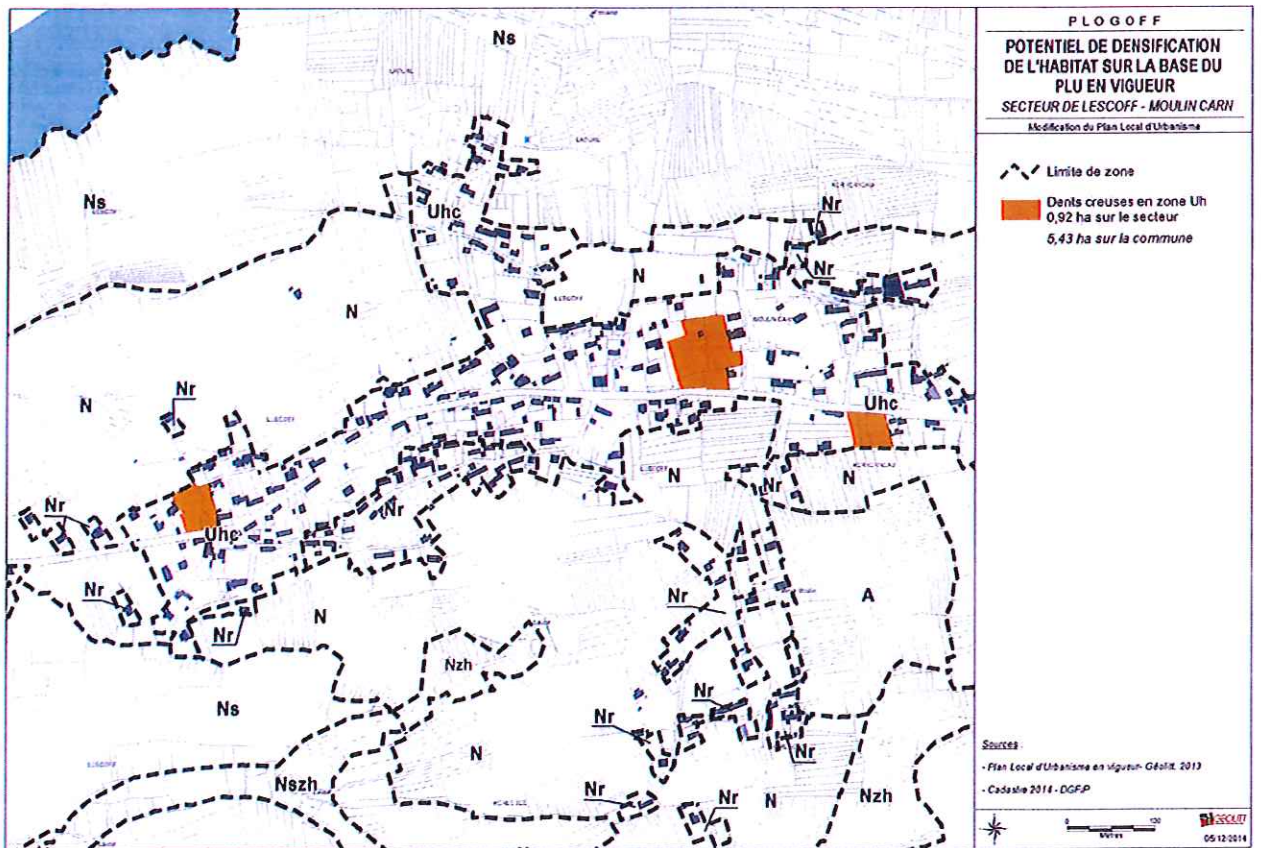 PLOGOFF
POTENTIEL DE DENSIFICATION
DE L'HABITAT SUR LA BASE DU
PLU EN VIGUEUR
SECTEUR DE LESCOFF - MOULIN CARN
Modification du Plan Local d'Urbanisme
Limite de zone
Dents creuses en zone Uh
0,92 ha sur le secteur
5,43 ha sur la commune
Sources :
- Plan Local d'Urbanisme en vigueur- Géolitt, 2013
- Cadastre 2014 - DGFiP
Mètres
GEOLITT
05/12/2014
Ns
Ns
Uhc
Nr
Nr
N
N
N
Nr
Uhc
N
N
Nr
Nr
Nr
Uhc
Nr
Nr
Nr
N
A
Nzh
Ns
Nr
Nr
N
Nr
Nszh
Nr
N
Nzh